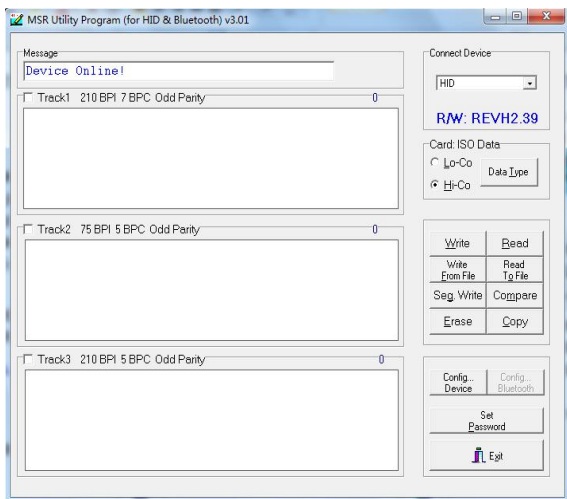 MSR Utility Program (for HID & Bluetooth) v3.01
Message
Device Online!
Track1 210 BPI 7 BPC Odd Parity 0
Track2 75 BPI 5 BPC Odd Parity 0
Track3 210 BPI 5 BPC Odd Parity 0
Connect Device
HID
R/W: REVH2.39
Card: ISO Data
Lo-Co
Hi-Co
Data Type
Write Read
Write From File
Read To File
Seg. Write Compare
Erase Copy
Config... Device
Config... Bluetooth
Set
Password
Exit